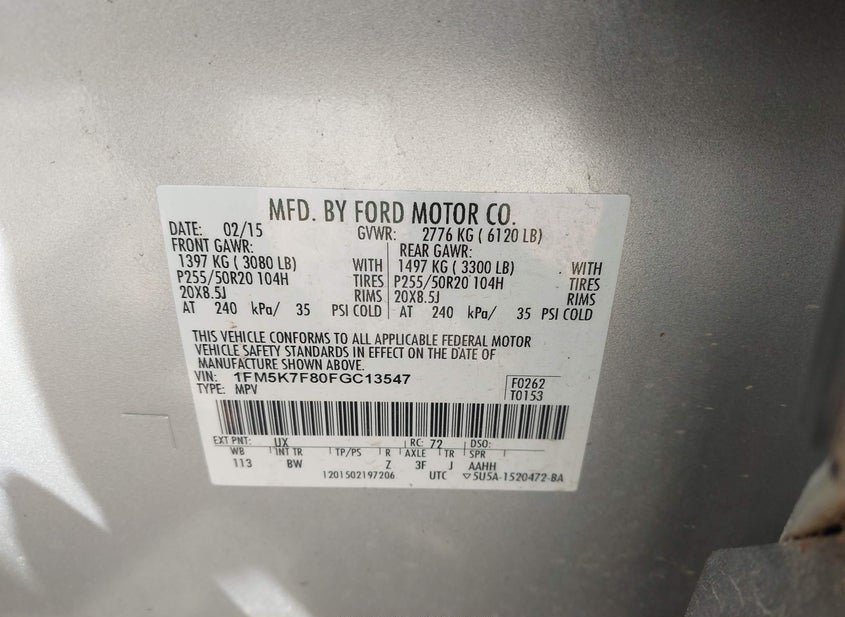 MFD. BY FORD MOTOR CO.
DATE: 02/15 GVWR: 2776 KG ( 6120 LB)
FRONT GAWR: REAR GAWR:
1397 KG ( 3080 LB) WITH 1497 KG ( 3300 LB) WITH
P255/50R20 104H TIRES P255/50R20 104H TIRES
20X8.5J RIMS 20X8.5J RIMS
AT 240 kPa/ 35 PSI COLD AT 240 kPa/ 35 PSI COLD
THIS VEHICLE CONFORMS TO ALL APPLICABLE FEDERAL MOTOR
VEHICLE SAFETY STANDARDS IN EFFECT ON THE DATE OF
MANUFACTURE SHOWN ABOVE.
VIN: 1FM5K7F80FGC13547 F0262
TYPE: MPV T0153
EXT PNT: UX RC: 72 DSO:
WB INT TR TP/PS R AXLE TR SPR
113 BW Z 3F J AAHH
1201502197206 UTC ▽5U5A-1520472-BA